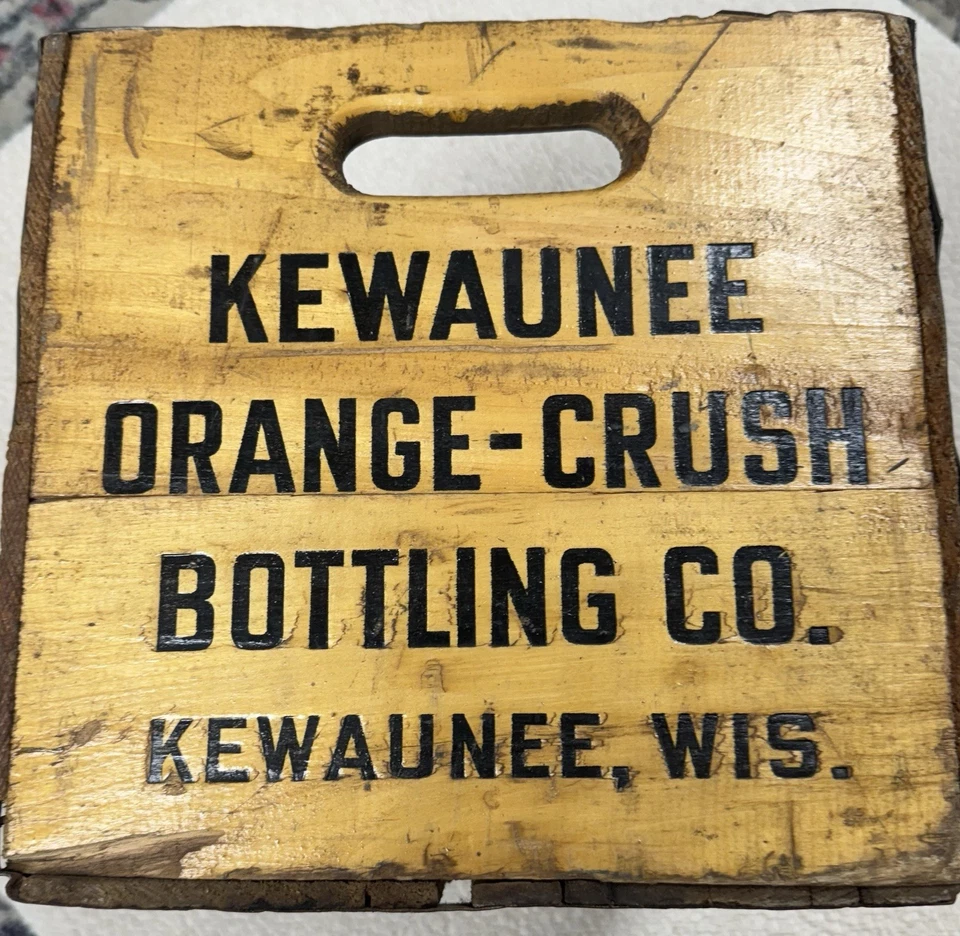 KEWAUNEE
ORANGE-CRUSH
BOTTLING CO.
KEWAUNEE, WIS.